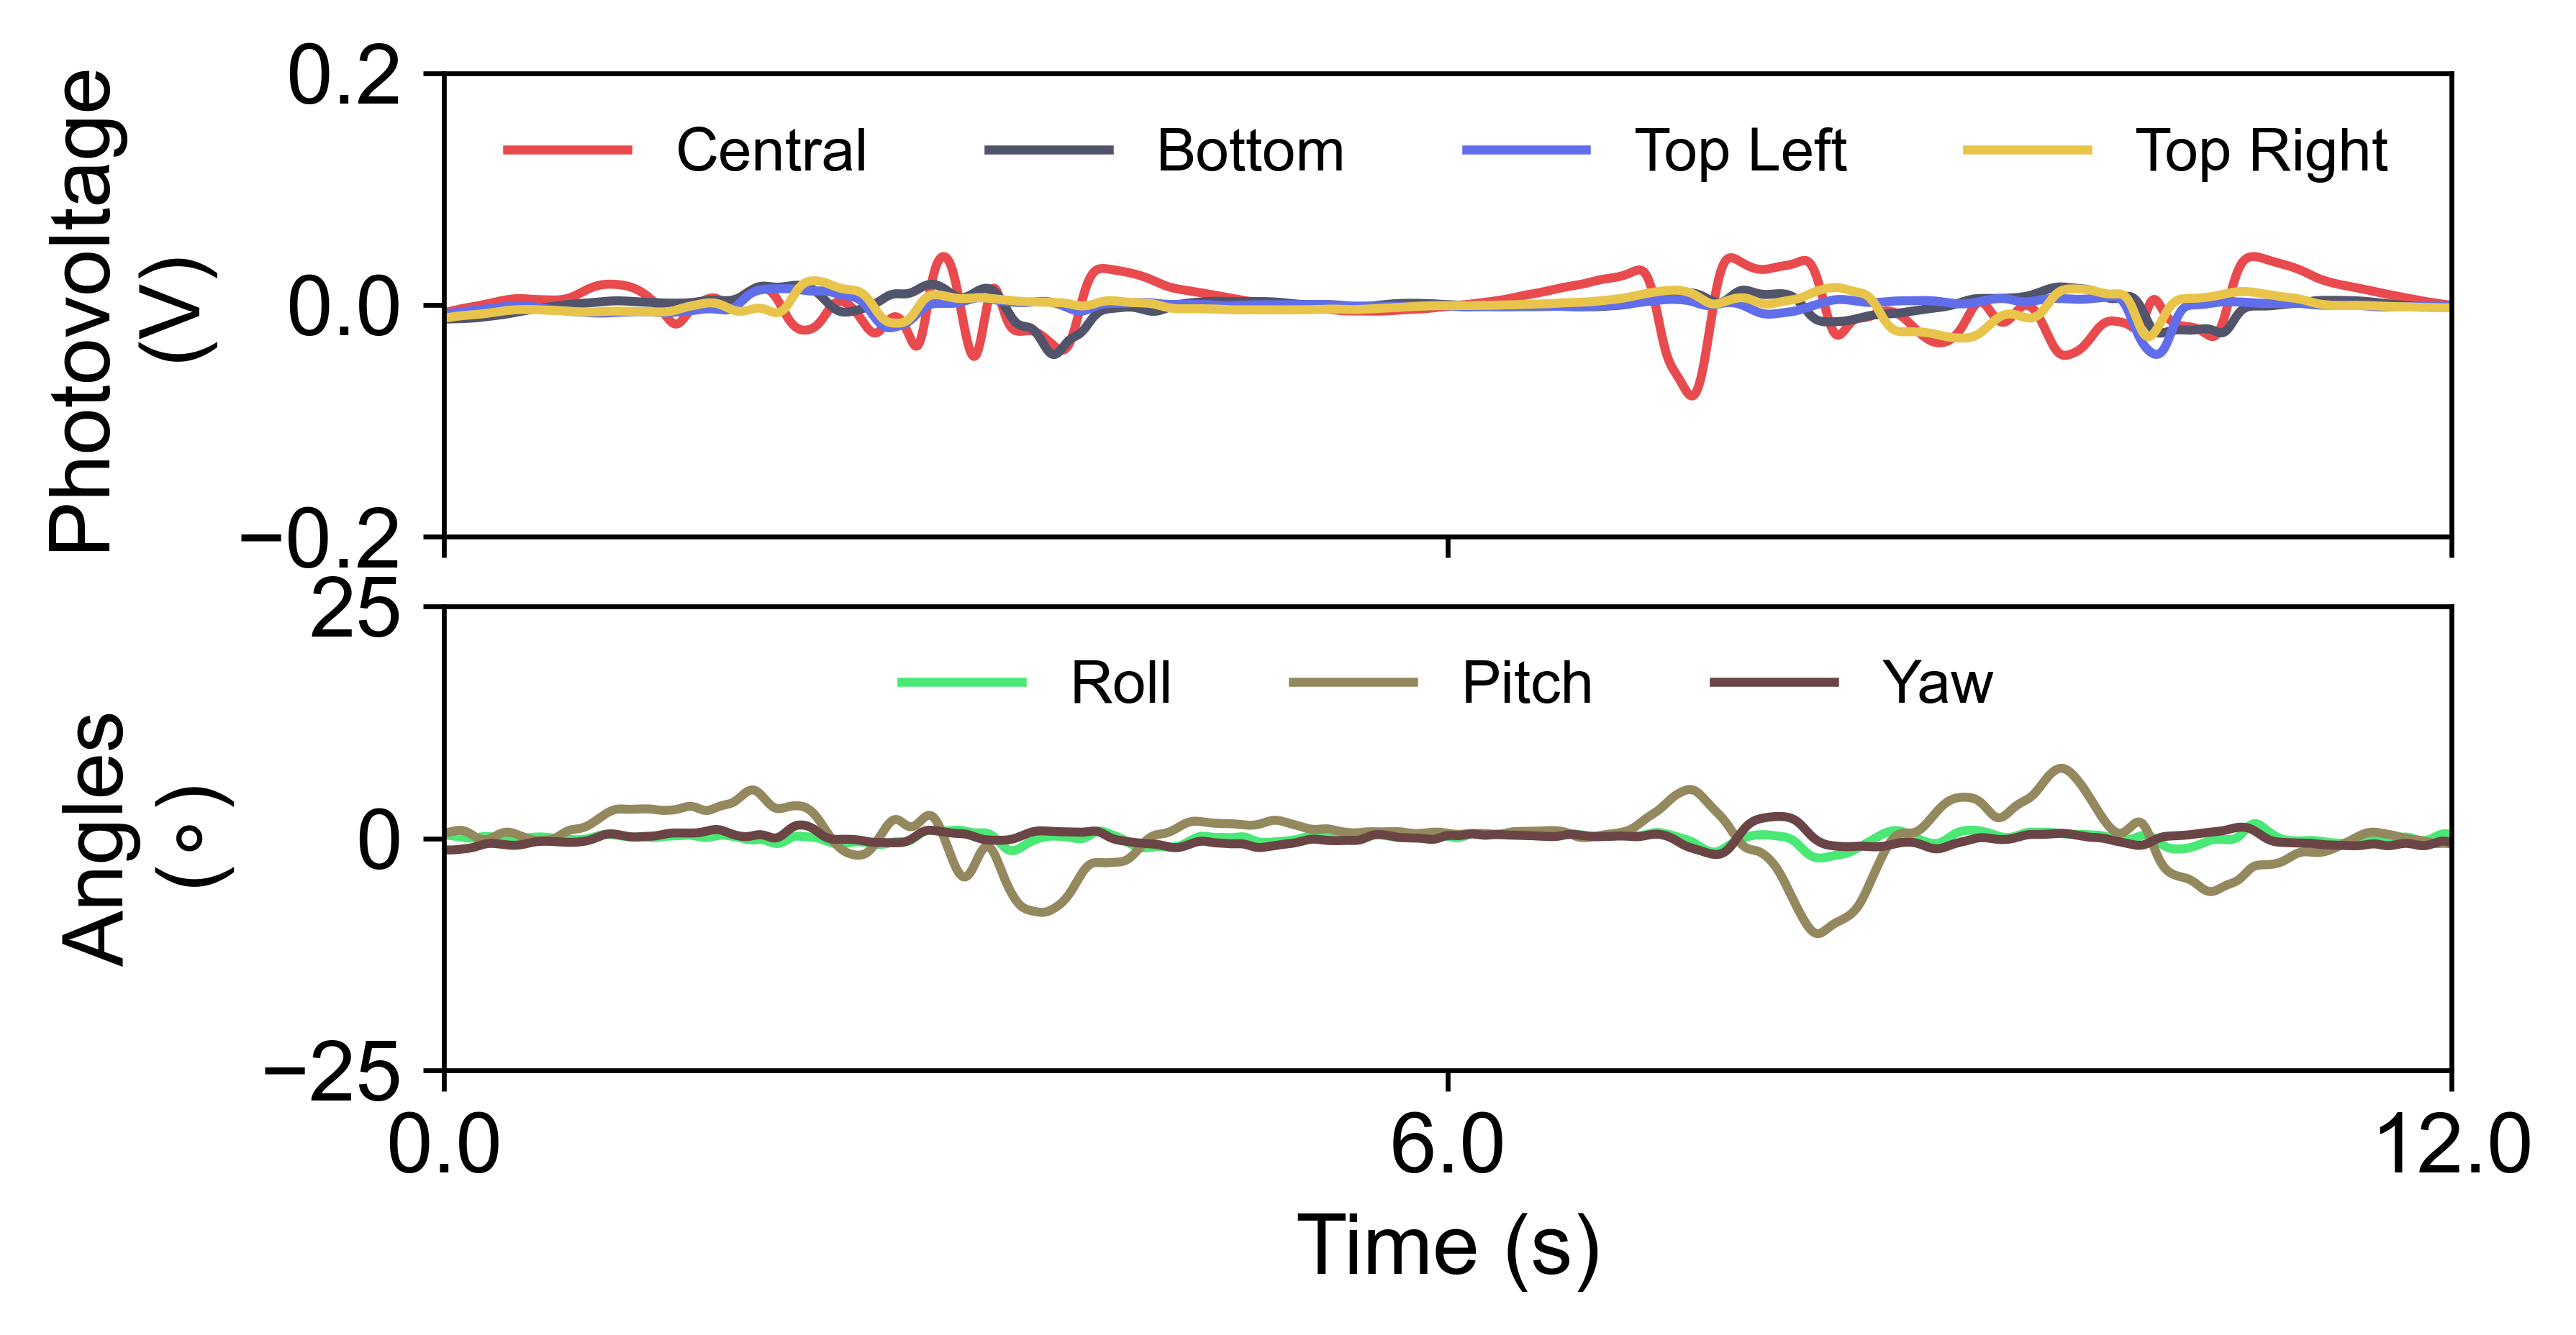 Photovoltage
(V)
0.2
0.0
−0.2
Central Bottom Top Left Top Right
Angles
(∘)
25
0
−25
Roll Pitch Yaw
0.0 6.0 12.0
Time (s)